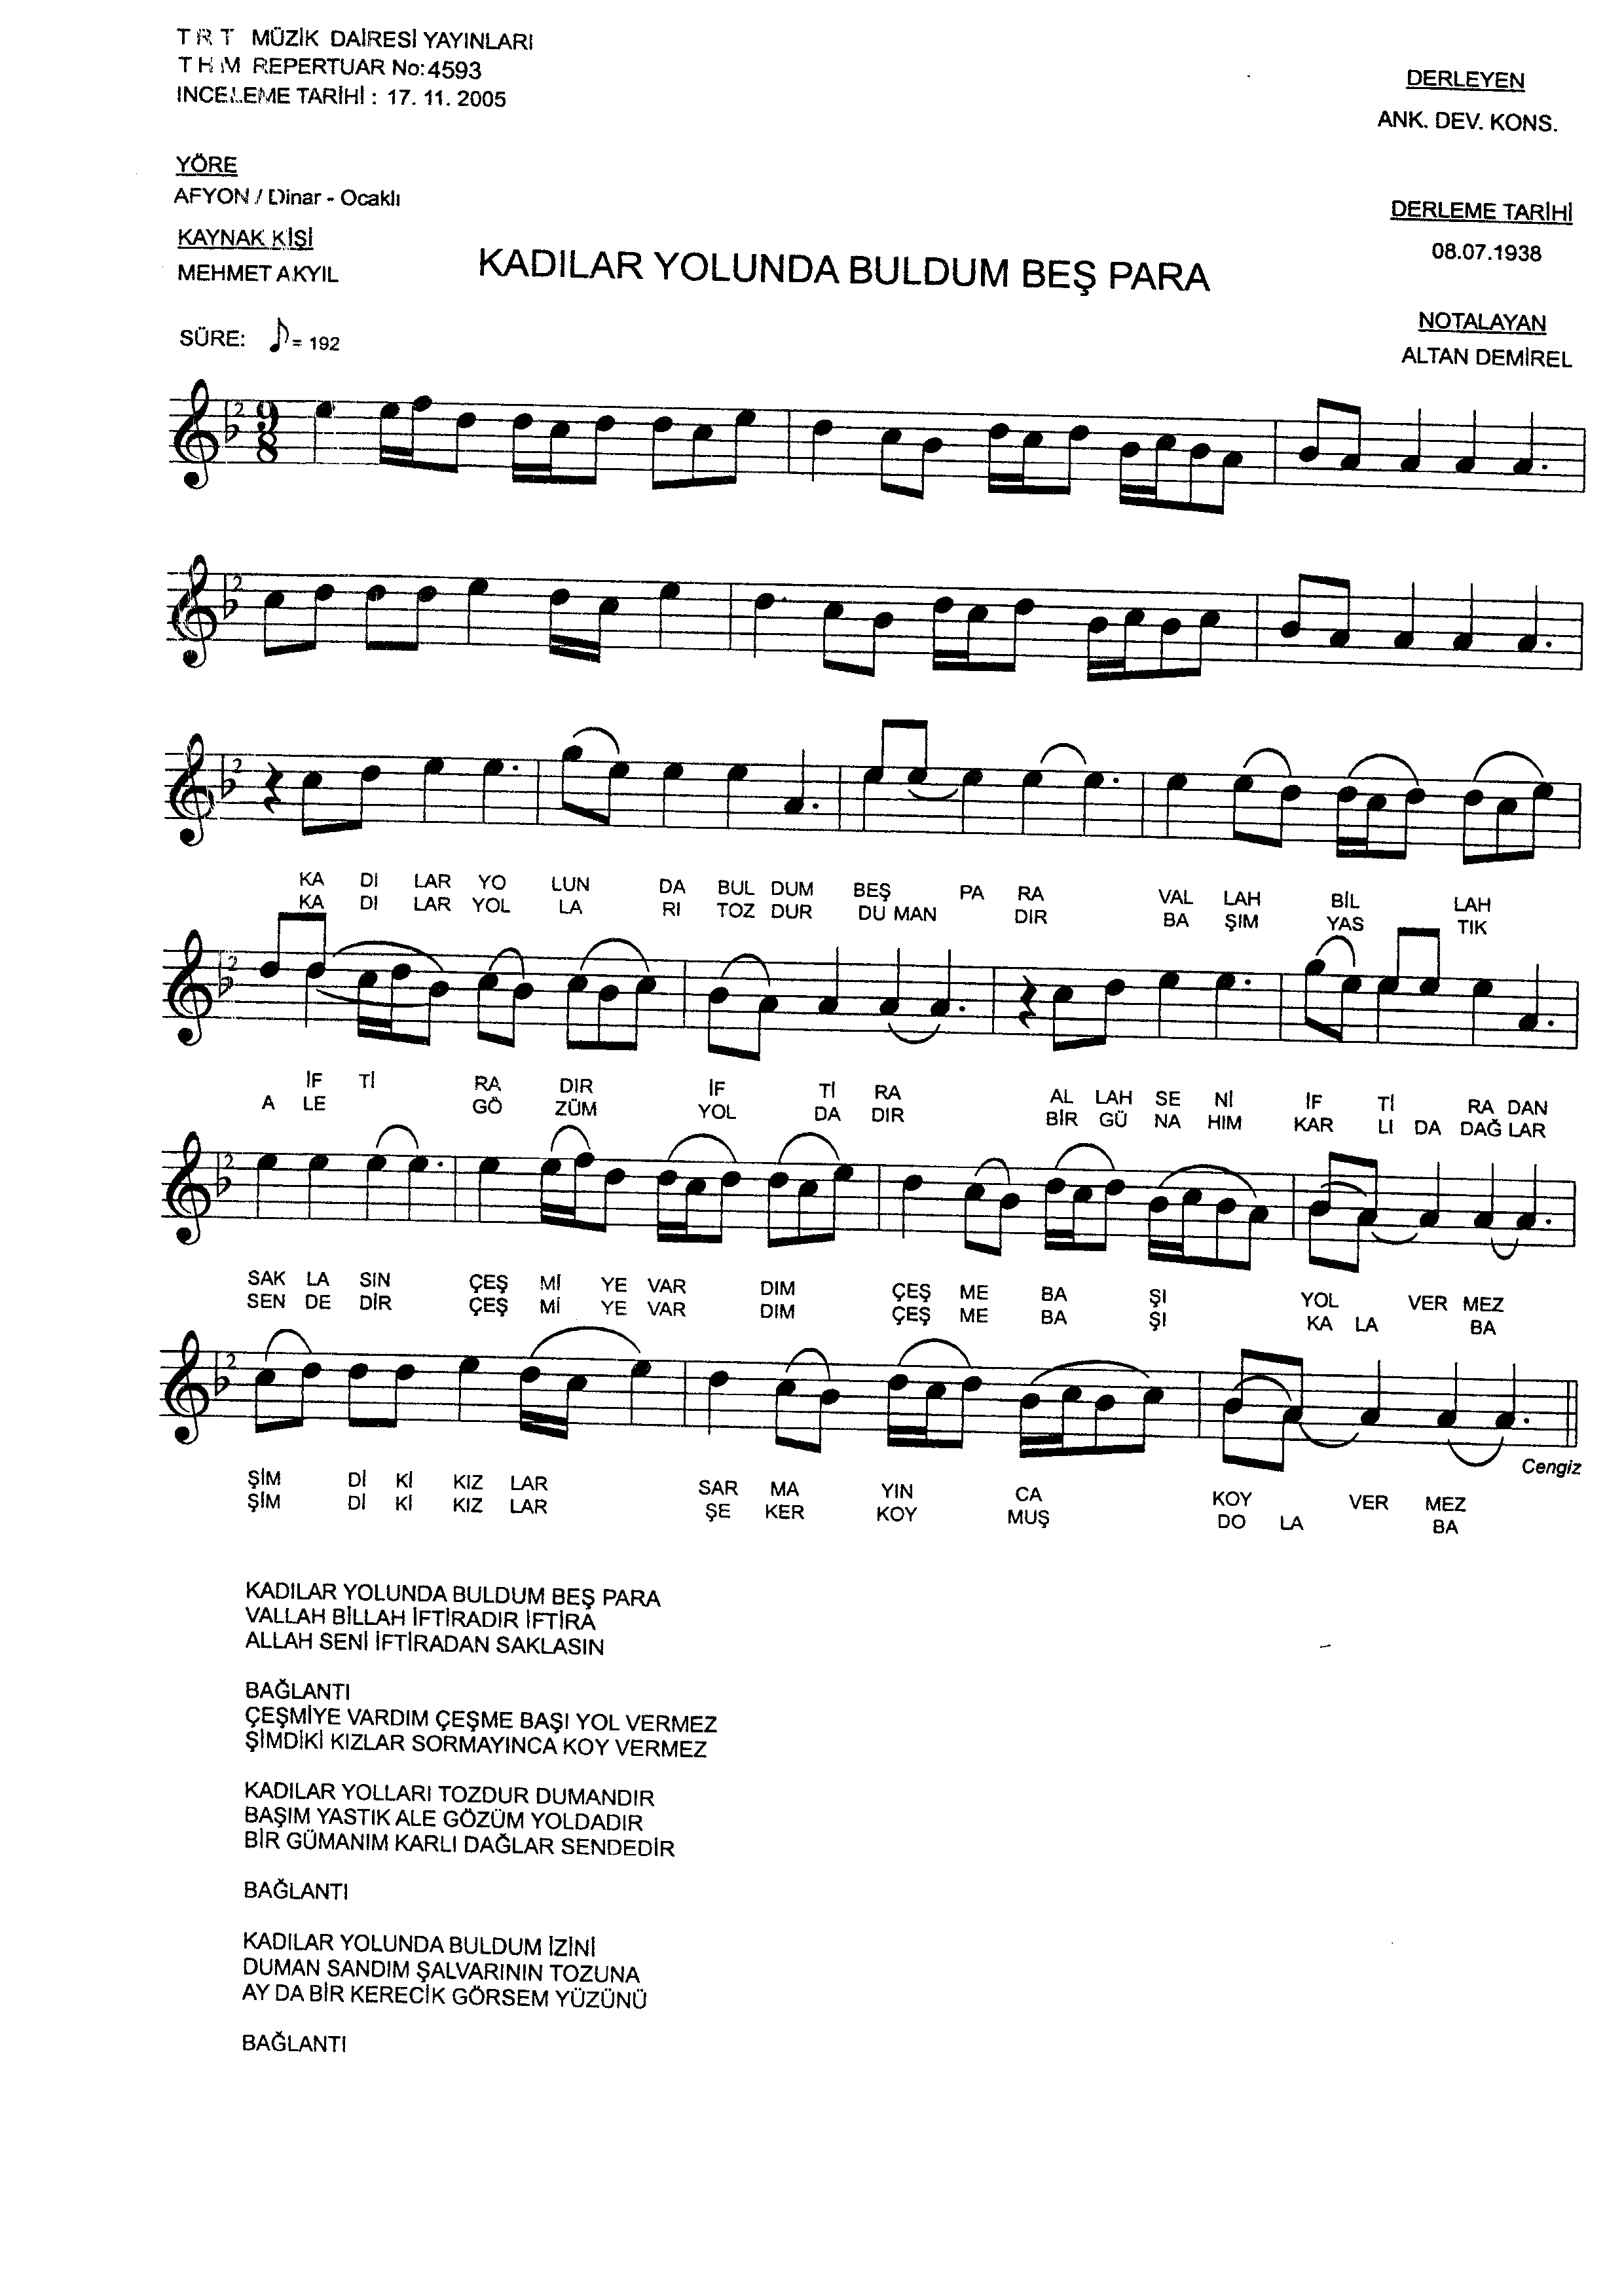 T R T MÜZİK DAİRESİ YAYINLARI
T H M REPERTUAR No: 4593
INCELEME TARİHİ : 17. 11. 2005
DERLEYEN
ANK. DEV. KONS.
YÖRE
AFYON / Dinar - Ocaklı
DERLEME TARİHİ
08.07.1938
KAYNAK KİŞİ
MEHMET AKYIL
KADILAR YOLUNDA BULDUM BEŞ PARA
NOTALAYAN
ALTAN DEMİREL
SÜRE: ♪= 192
2 9 8
2
2
KA DI LAR YO LUN DA BUL DUM BEŞ PA RA VAL LAH BİL LAH
KA DI LAR YOL LA RI TOZ DUR DU MAN DIR BA ŞIM YAS TIK
2
İF Tİ RA DIR İF Tİ RA AL LAH SE Nİ İF Tİ RA DAN
A LE GÖ ZÜM YOL DA DIR BİR GÜ NA HIM KAR LI DA DAĞ LAR
2
SAK LA SIN ÇEŞ Mİ YE VAR DIM ÇEŞ ME BA ŞI YOL VER MEZ
SEN DE DİR ÇEŞ Mİ YE VAR DIM ÇEŞ ME BA ŞI KA LA BA
2
Cengiz
ŞİM Dİ Kİ KIZ LAR SAR MA YIN CA KOY VER MEZ
ŞİM Dİ Kİ KIZ LAR ŞE KER KOY MUŞ DO LA BA
KADILAR YOLUNDA BULDUM BEŞ PARA
VALLAH BİLLAH İFTİRADIR İFTİRA
ALLAH SENİ İFTİRADAN SAKLASIN
BAĞLANTI
ÇEŞMİYE VARDIM ÇEŞME BAŞI YOL VERMEZ
ŞİMDİKİ KIZLAR SORMAYINCA KOY VERMEZ
KADILAR YOLLARI TOZDUR DUMANDIR
BAŞIM YASTIK ALE GÖZÜM YOLDADIR
BİR GÜMANIM KARLI DAĞLAR SENDEDİR
BAĞLANTI
KADILAR YOLUNDA BULDUM İZİNİ
DUMAN SANDIM ŞALVARININ TOZUNA
AY DA BİR KERECİK GÖRSEM YÜZÜNÜ
BAĞLANTI